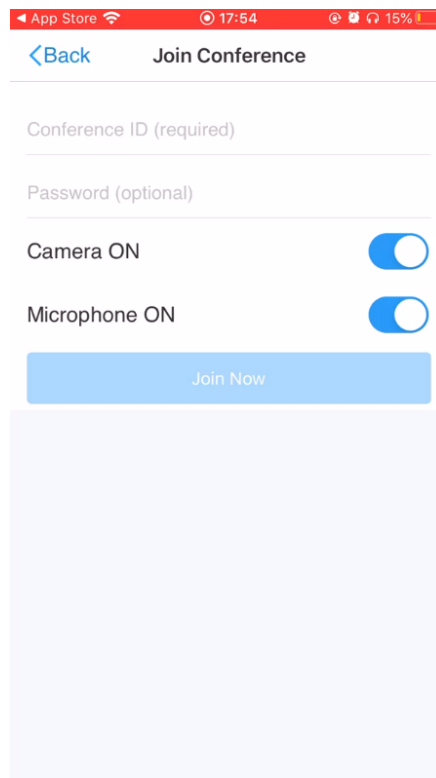 App Store 17:54 15%
Back Join Conference
Conference ID (required)
Password (optional)
Camera ON
Microphone ON
Join Now